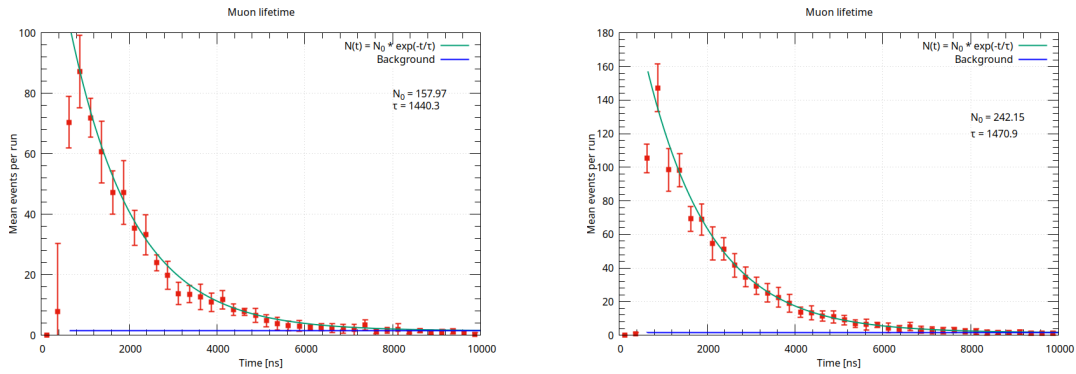 Muon lifetime
100
80
60
40
20
0
Mean events per run
N(t) = N₀ * exp(-t/τ)
Background
N₀ = 157.97
τ = 1440.3
0 2000 4000 6000 8000 10000
Time [ns]
Muon lifetime
180
160
140
120
100
80
60
40
20
0
Mean events per run
N(t) = N₀ * exp(-t/τ)
Background
N₀ = 242.15
τ = 1470.9
0 2000 4000 6000 8000 10000
Time [ns]